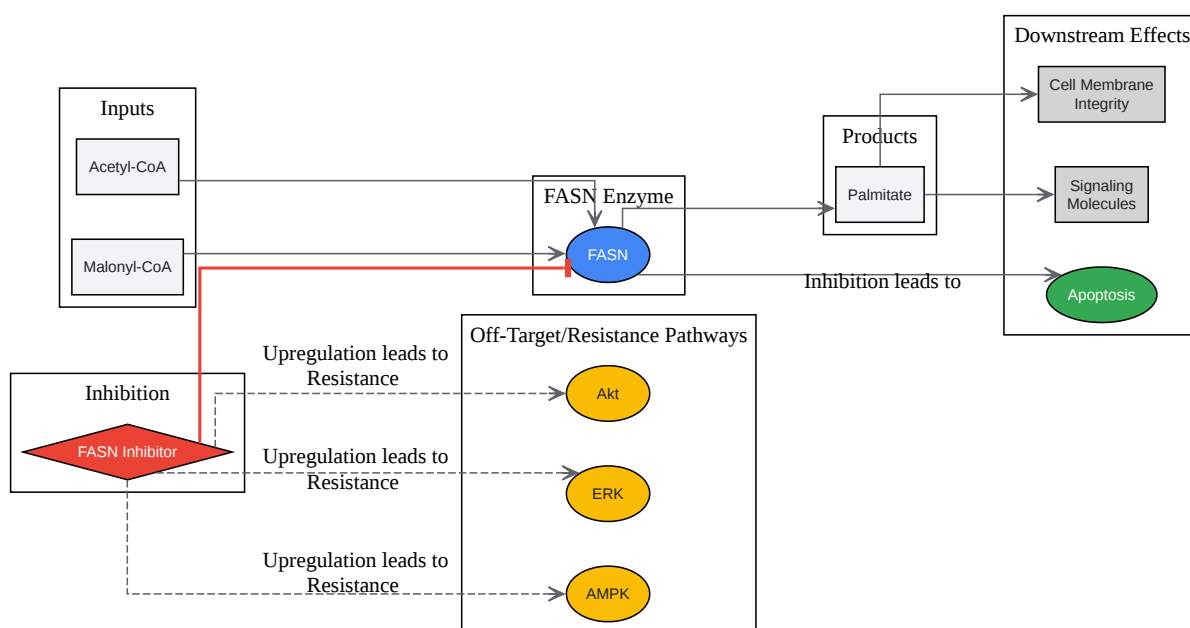 Downstream Effects
Cell Membrane
Integrity
Inputs
Products
Acetyl-CoA
FASN Enzyme
Palmitate
Signaling
Molecules
Malonyl-CoA
FASN
Inhibition leads to
Apoptosis
Off-Target/Resistance Pathways
Upregulation leads to
Resistance
Akt
Inhibition
FASN Inhibitor
Upregulation leads to
Resistance
ERK
Upregulation leads to
Resistance
AMPK